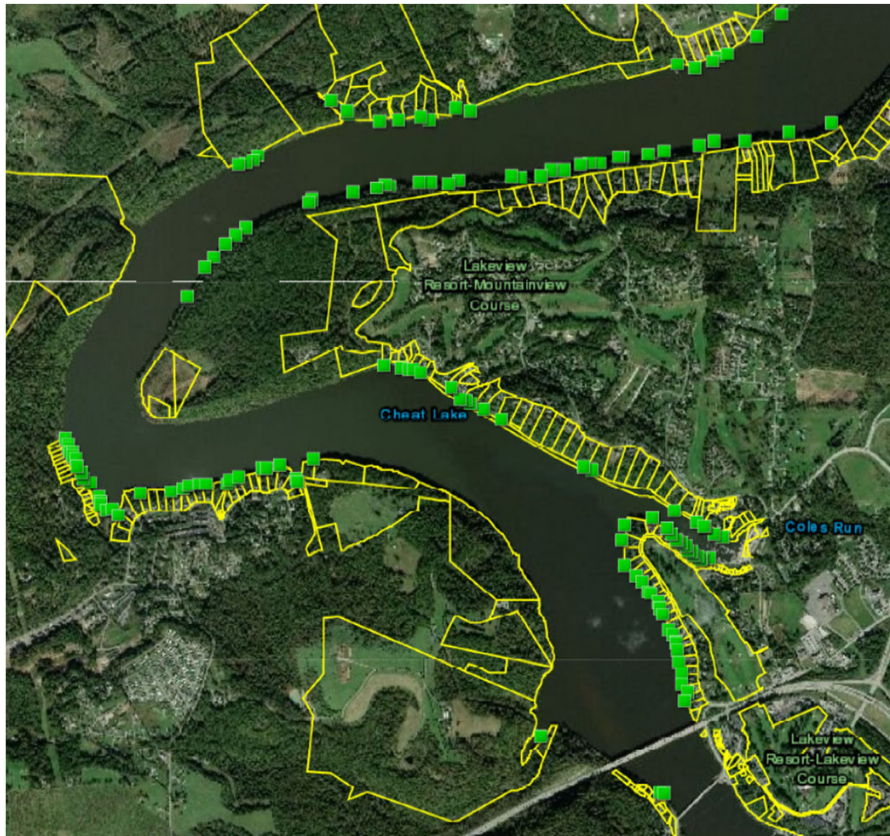 Lakeview
Resort-Mountainview
Course
Cheat Lake
Coles Run
Lakeview
Resort-Lakeview
Course